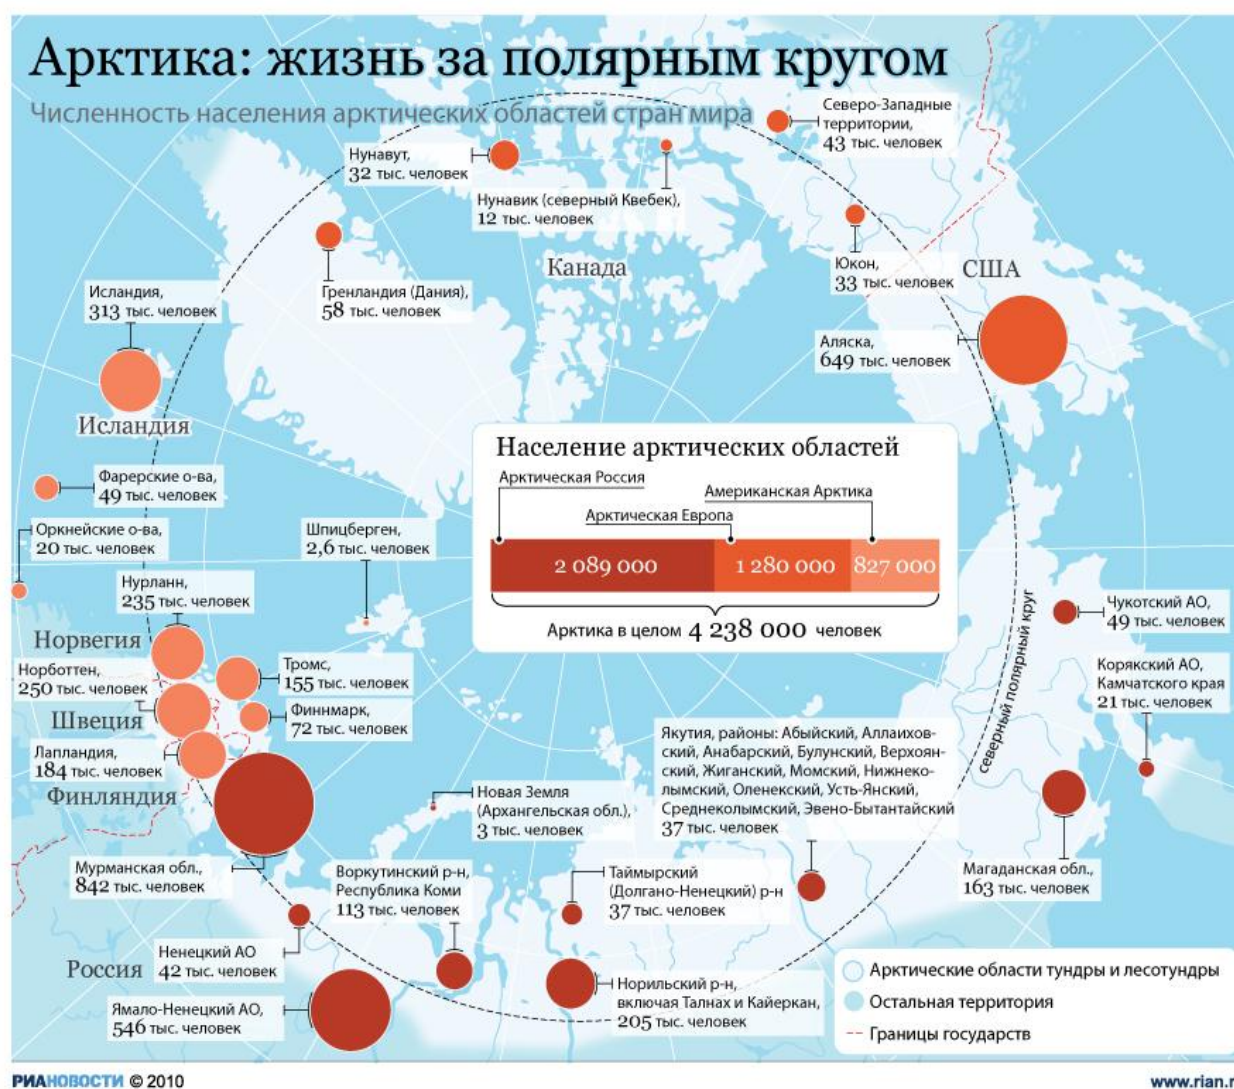 Арктика: жизнь за полярным кругом
Численность населения арктических областей стран мира
Северо-Западные
территории,
43 тыс. человек
Нунавут,
32 тыс. человек
Нунавик (северный Квебек),
12 тыс. человек
Канада
Юкон,
33 тыс. человек
США
Исландия,
313 тыс. человек
Гренландия (Дания),
58 тыс. человек
Аляска,
649 тыс. человек
Исландия
Фарерские о-ва,
49 тыс. человек
Оркнейские о-ва,
20 тыс. человек
Шпицберген,
2,6 тыс. человек
Население арктических областей
Арктическая Россия
Американская Арктика
Арктическая Европа
2 089 000
1 280 000
827 000
Арктика в целом 4 238 000 человек
Нурланн,
235 тыс. человек
Норвегия
Норботтен,
250 тыс. человек
Тромс,
155 тыс. человек
Швеция
Финнмарк,
72 тыс. человек
Лапландия,
184 тыс. человек
Финляндия
северный полярный круг
Чукотский АО,
49 тыс. человек
Корякский АО,
Камчатского края
21 тыс. человек
Якутия, районы: Абыйский, Аллаихов-
ский, Анабарский, Булунский, Верхоян-
ский, Жиганский, Момский, Нижнеко-
лымский, Оленекский, Усть-Янский,
Среднеколымский, Эвено-Бытантайский
37 тыс. человек
Новая Земля
(Архангельская обл.),
3 тыс. человек
Мурманская обл.,
842 тыс. человек
Воркутинский р-н,
Республика Коми
113 тыс. человек
Таймырский
(Долгано-Ненецкий) р-н
37 тыс. человек
Магаданская обл.,
163 тыс. человек
Ненецкий АО
42 тыс. человек
Россия
Ямало-Ненецкий АО,
546 тыс. человек
Норильский р-н,
включая Талнах и Кайеркан,
205 тыс. человек
Арктические области тундры и лесотундры
Остальная территория
Границы государств
РИАНОВОСТИ © 2010
www.rian.r